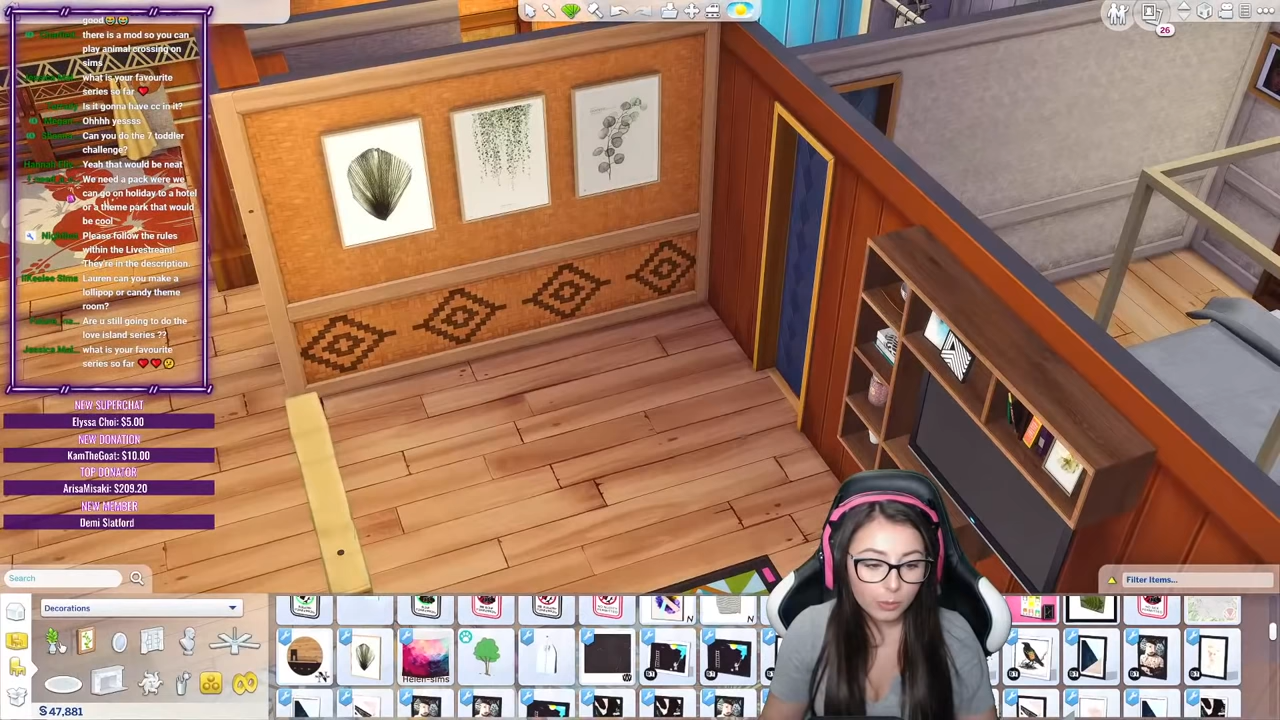 good
there is a mod so you can
play animal crossing on
sims
what is your favourite
series so far
Is it gonna have cc in it?
Ohhhh yessss
Can you do the 7 toddler
challenge?
Yeah that would be neat
We need a pack were we
can go on holiday to a hotel
or a theme park that would
be cool
Please follow the rules
within the Livestream!
They're in the description.
Lauren can you make a
lollipop or candy theme
room?
Are u still going to do the
love island series ??
what is your favourite
series so far
NEW SUPERCHAT
Elyssa Choi: $5.00
NEW DONATION
KamTheGoat: $10.00
TOP DONATOR
ArisaMisaki: $209.20
NEW MEMBER
Demi Slatford
26
Search
Filter Items...
Decorations
Helen-sims
§47,881